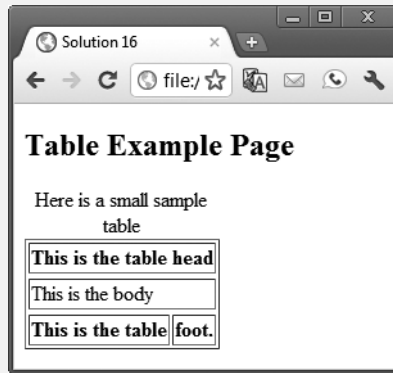 Solution 16
file:/
Table Example Page
Here is a small sample
table
This is the table head
This is the body
This is the table foot.